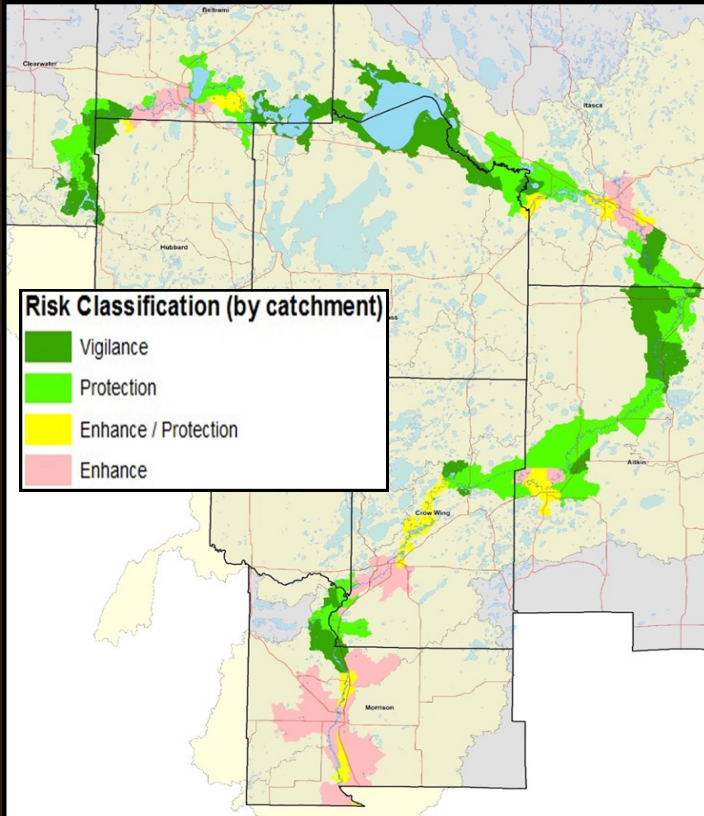 Beltrami
Clearwater
Itasca
Hubbard
Risk Classification (by catchment)
Vigilance
Protection
Enhance / Protection
Enhance
Aitkin
Crow Wing
Morrison